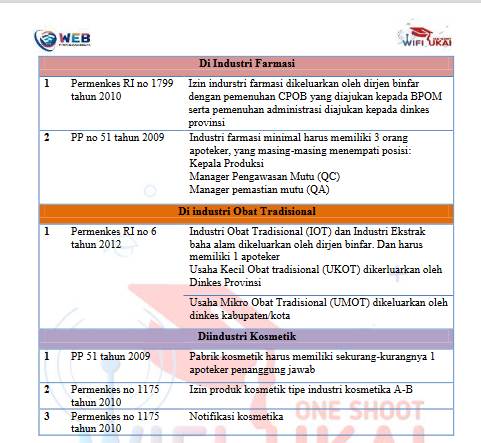 WEB
WIFI UKAI
Di Industri Farmasi
1 Permenkes RI no 1799 Izin indurstri farmasi dikeluarkan oleh dirjen binfar
tahun 2010 dengan pemenuhan CPOB yang diajukan kepada BPOM
serta pemenuhan administrasi diajukan kepada dinkes
provinsi
2 PP no 51 tahun 2009 Industri farmasi minimal harus memiliki 3 orang
apoteker, yang masing-masing menempati posisi:
Kepala Produksi
Manager Pengawasan Mutu (QC)
Manager pemastian mutu (QA)
Di industri Obat Tradisional
1 Permenkes RI no 6 Industri Obat Tradisional (IOT) dan Industri Ekstrak
tahun 2012 baha alam dikeluarkan oleh dirjen binfar. Dan harus
memiliki 1 apoteker
Usaha Kecil Obat tradisional (UKOT) dikerluarkan oleh
Dinkes Provinsi
Usaha Mikro Obat Tradisional (UMOT) dikeluarkan oleh
dinkes kabupaten/kota
Diindustri Kosmetik
1 PP 51 tahun 2009 Pabrik kosmetik harus memiliki sekurang-kurangnya 1
apoteker penanggung jawab
2 Permenkes no 1175 Izin produk kosmetik tipe industri kosmetika A-B
tahun 2010
3 Permenkes no 1175 Notifikasi kosmetika
tahun 2010
ONE SHOOT
WIFI UKAI